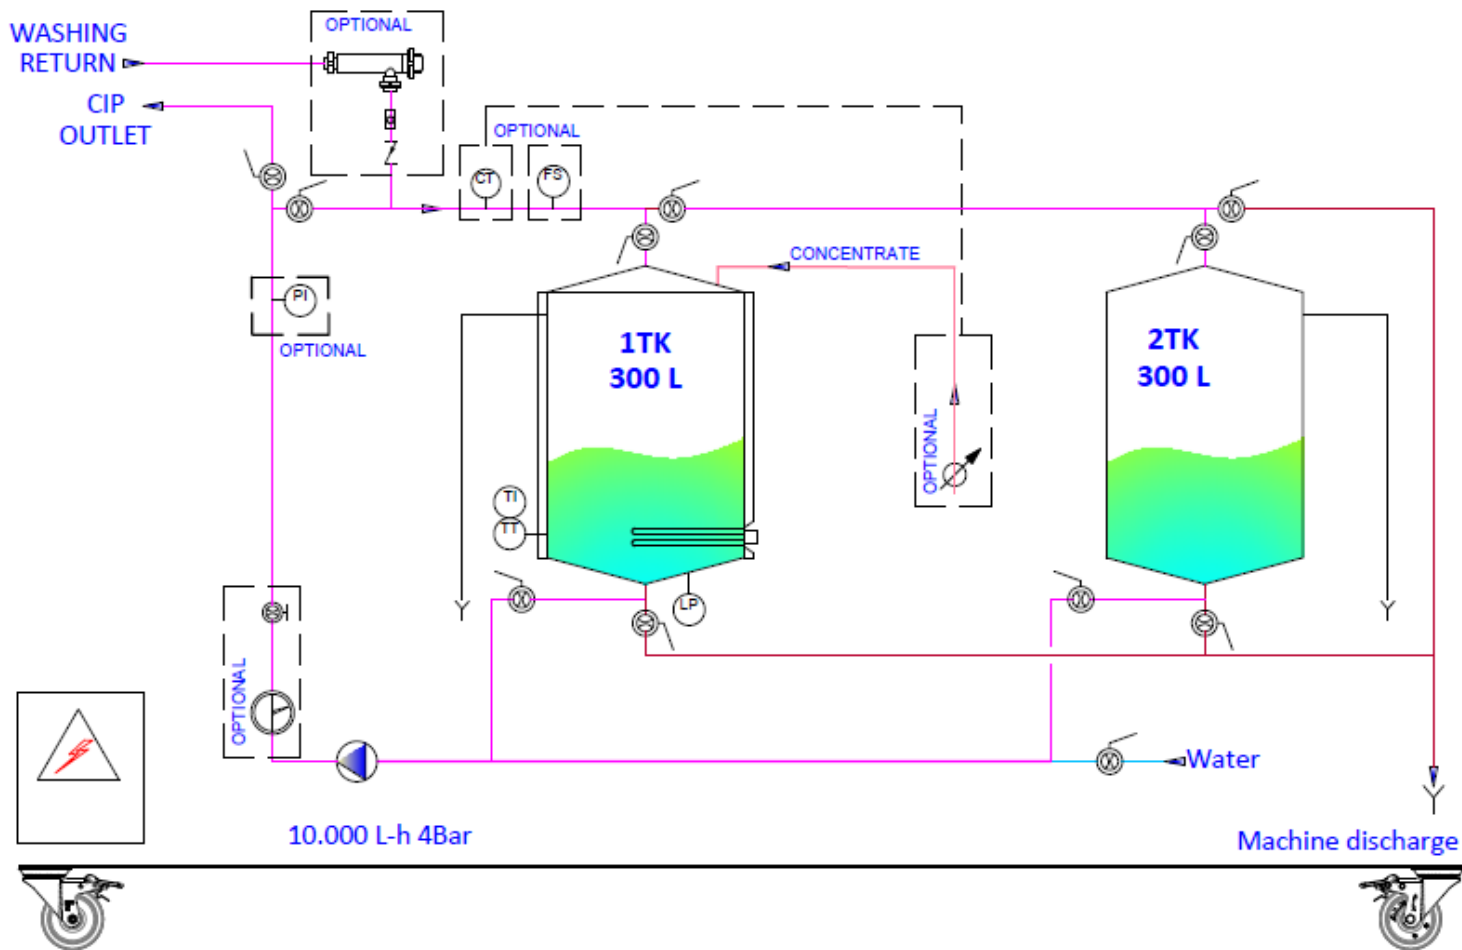 OPTIONAL
WASHING
RETURN
CIP
OUTLET
OPTIONAL
CT
FS
CONCENTRATE
PI
OPTIONAL
1TK
300 L
2TK
300 L
OPTIONAL
TI
TT
LP
OPTIONAL
Water
10.000 L-h 4Bar
Machine discharge